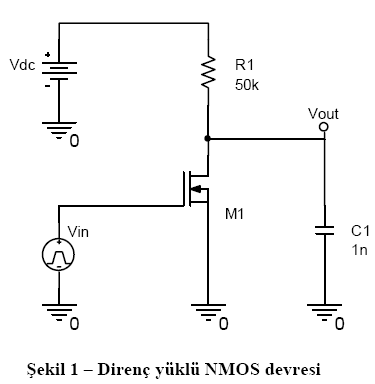 Vdc
+
-
0
R1
50k
Vout
M1
Vin
+
-
C1
1n
0
0
0
Şekil 1 – Direnç yüklü NMOS devresi